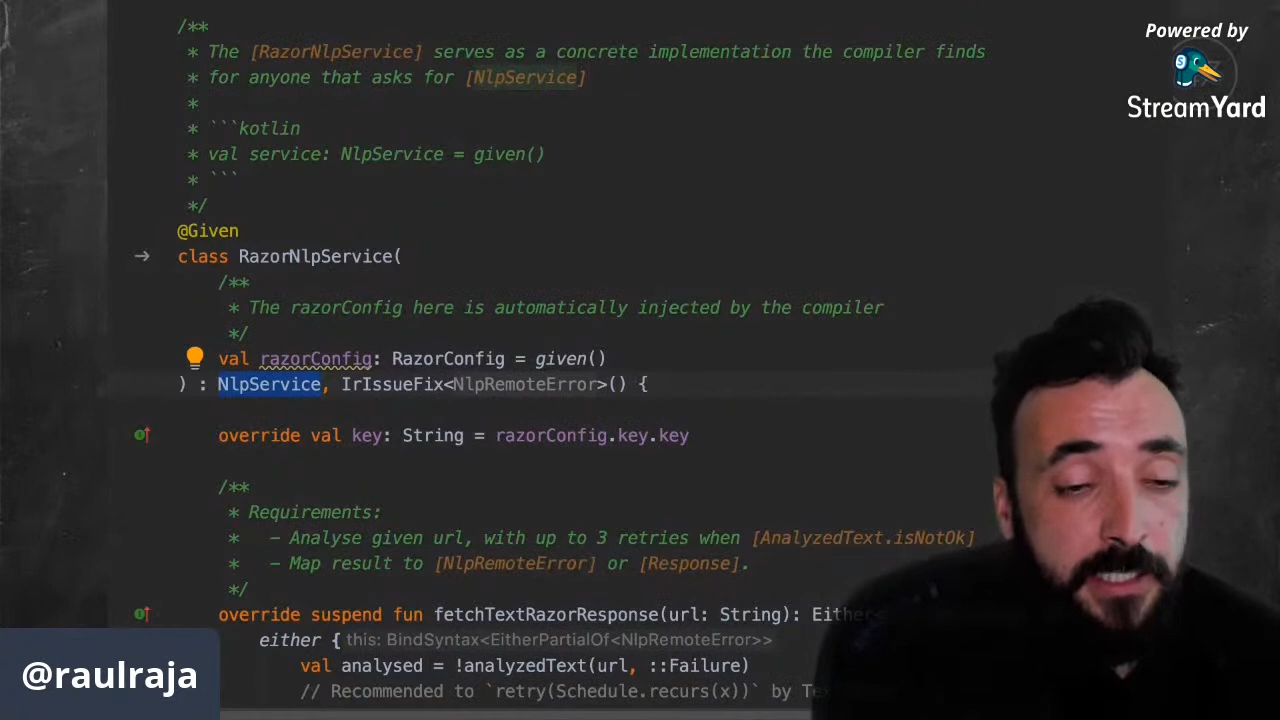 /**
* The [RazorNlpService] serves as a concrete implementation the compiler finds
* for anyone that asks for [NlpService]
*
* ```kotlin
* val service: NlpService = given()
* ```
*/
@Given
class RazorNlpService(
/**
* The razorConfig here is automatically injected by the compiler
*/
val razorConfig: RazorConfig = given()
) : NlpService, IrIssueFix<NlpRemoteError>() {
override val key: String = razorConfig.key.key
/**
* Requirements:
* - Analyse given url, with up to 3 retries when [AnalyzedText.isNotOk]
* - Map result to [NlpRemoteError] or [Response].
*/
override suspend fun fetchTextRazorResponse(url: String): Either<
either { this: BindSyntax<EitherPartialOf<NlpRemoteError>>
val analysed = !analyzedText(url, ::Failure)
// Recommended to `retry(Schedule.recurs(x))` by
Powered by
StreamYard
@raulraja